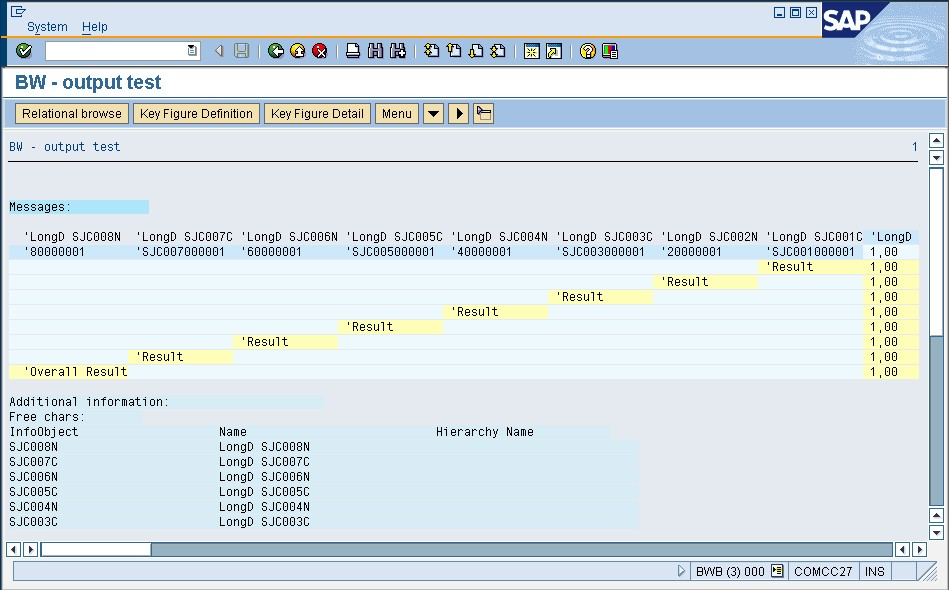 System Help
SAP
BW - output test
Relational browse Key Figure Definition Key Figure Detail Menu
BW - output test 1
Messages:
'LongD SJC008N 'LongD SJC007C 'LongD SJC006N 'LongD SJC005C 'LongD SJC004N 'LongD SJC003C 'LongD SJC002N 'LongD SJC001C 'LongD
'80000001 'SJC007000001 '60000001 'SJC005000001 '40000001 'SJC003000001 '20000001 'SJC001000001 1,00
'Result 1,00
'Result 1,00
'Result 1,00
'Result 1,00
'Result 1,00
'Result 1,00
'Result 1,00
'Overall Result 1,00
Additional information:
Free chars:
InfoObject Name Hierarchy Name
SJC008N LongD SJC008N
SJC007C LongD SJC007C
SJC006N LongD SJC006N
SJC005C LongD SJC005C
SJC004N LongD SJC004N
SJC003C LongD SJC003C
BWB (3) 000 COMCC27 INS